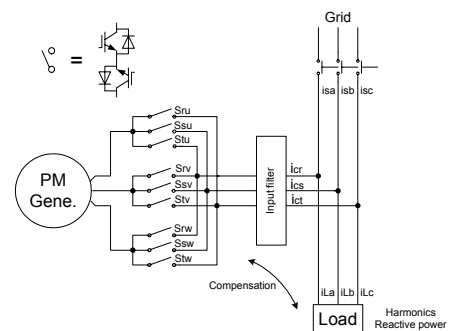 Grid
=
isa isb isc
Sru
Ssu
Stu
PM
Gene.
Srv
Ssv
Stv
Input filter
icr
ics
ict
Srw
Ssw
Stw
Compensation
iLa iLb iLc
Load
Harmonics
Reactive power